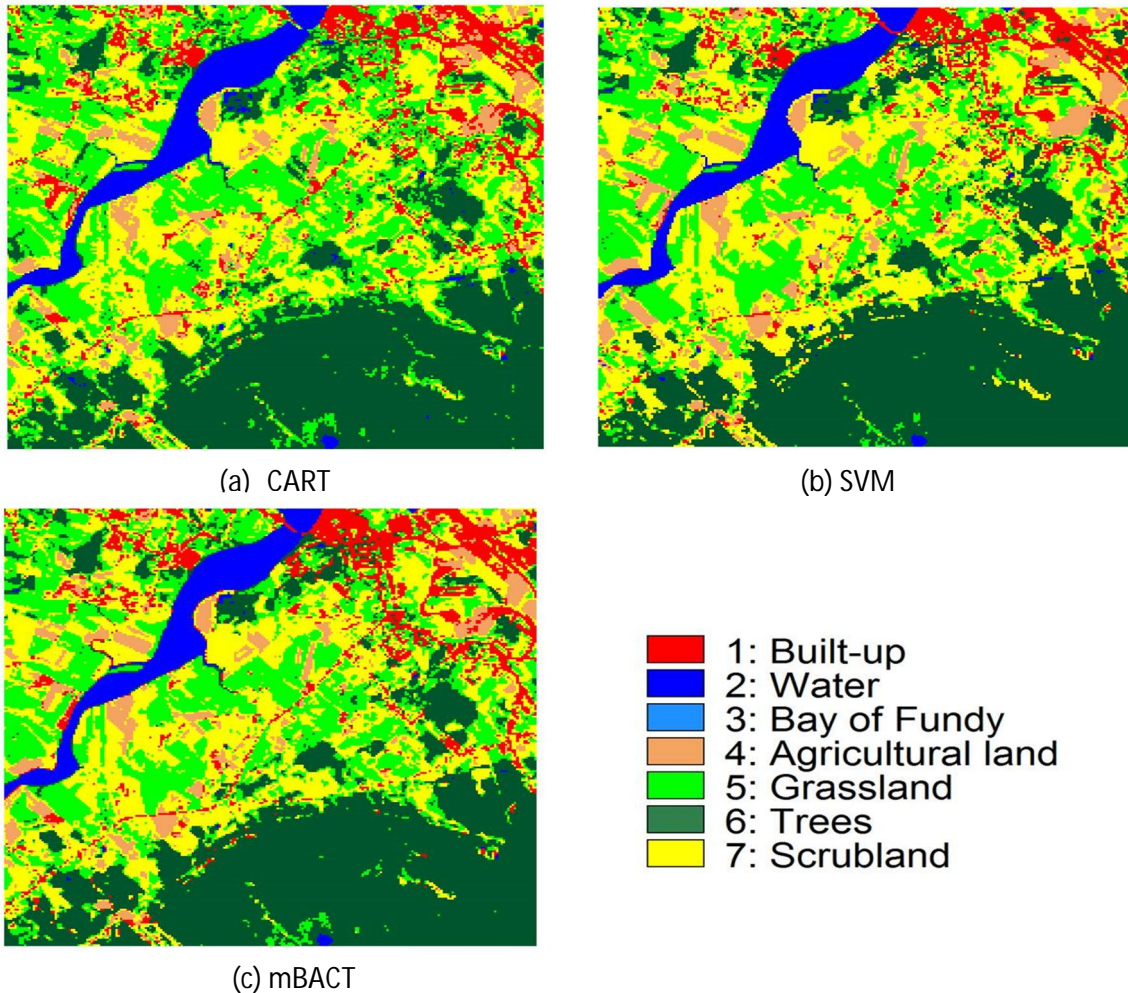 (a) CART
(b) SVM
1: Built-up
2: Water
3: Bay of Fundy
4: Agricultural land
5: Grassland
6: Trees
7: Scrubland
(c) mBACT